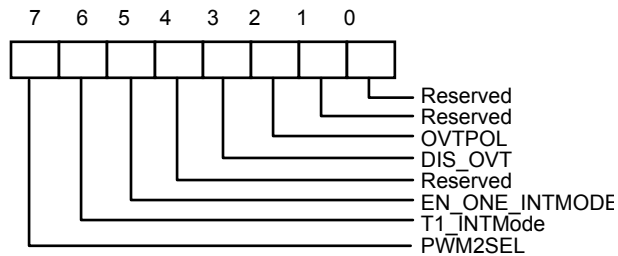 7 6 5 4 3 2 1 0
Reserved
Reserved
OVTPOL
DIS_OVT
Reserved
EN_ONE_INTMODE
T1_INTMode
PWM2SEL